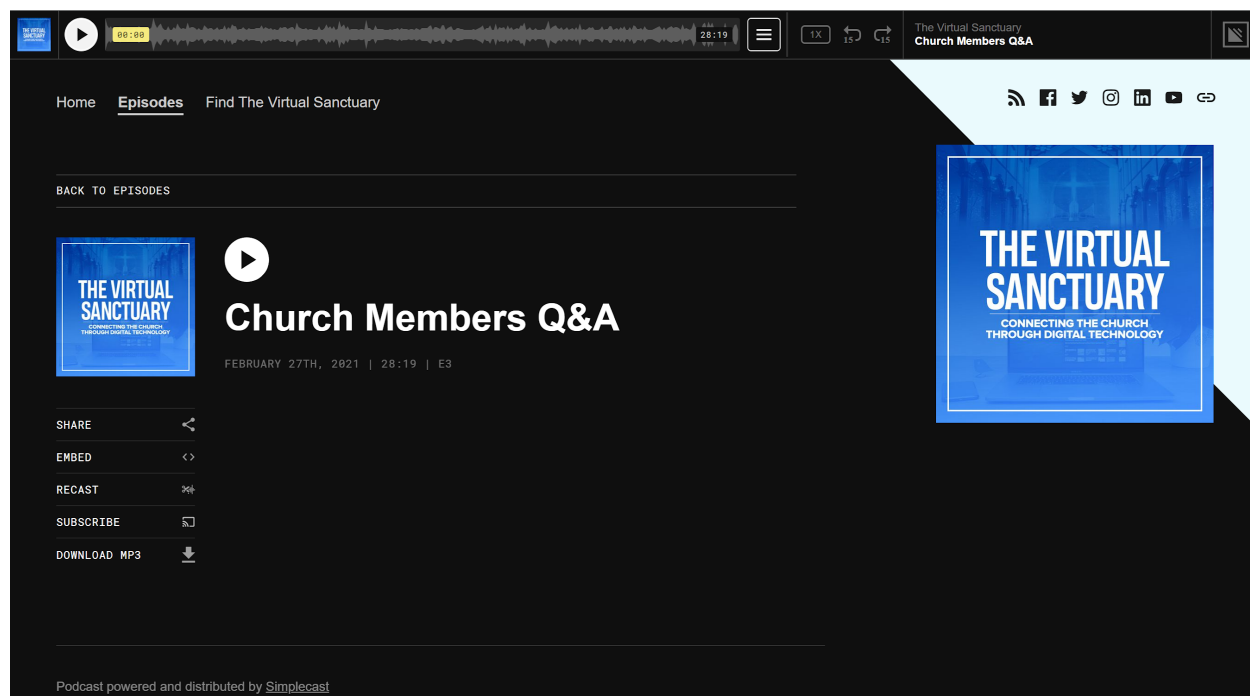 00:00
28:19
1X
15
15
The Virtual Sanctuary
Church Members Q&A
Home
Episodes
Find The Virtual Sanctuary
BACK TO EPISODES
THE VIRTUAL
SANCTUARY
CONNECTING THE CHURCH
THROUGH DIGITAL TECHNOLOGY
Church Members Q&A
FEBRUARY 27TH, 2021 | 28:19 | E3
THE VIRTUAL
SANCTUARY
CONNECTING THE CHURCH
THROUGH DIGITAL TECHNOLOGY
SHARE
EMBED
RECAST
SUBSCRIBE
DOWNLOAD MP3
Podcast powered and distributed by Simplecast